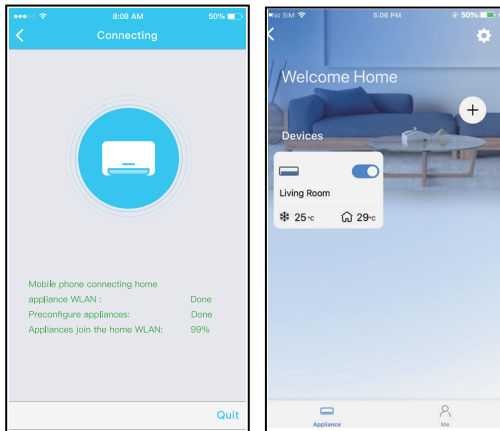 8:08 AM
50%
Connecting
Mobile phone connecting home
appliance WLAN :
Done
Preconfigure appliances:
Done
Appliances join the home WLAN:
99%
Quit
No SIM
5:06 PM
50%
Welcome Home
+
Devices
Living Room
25°C
29°C
Appliance
Me